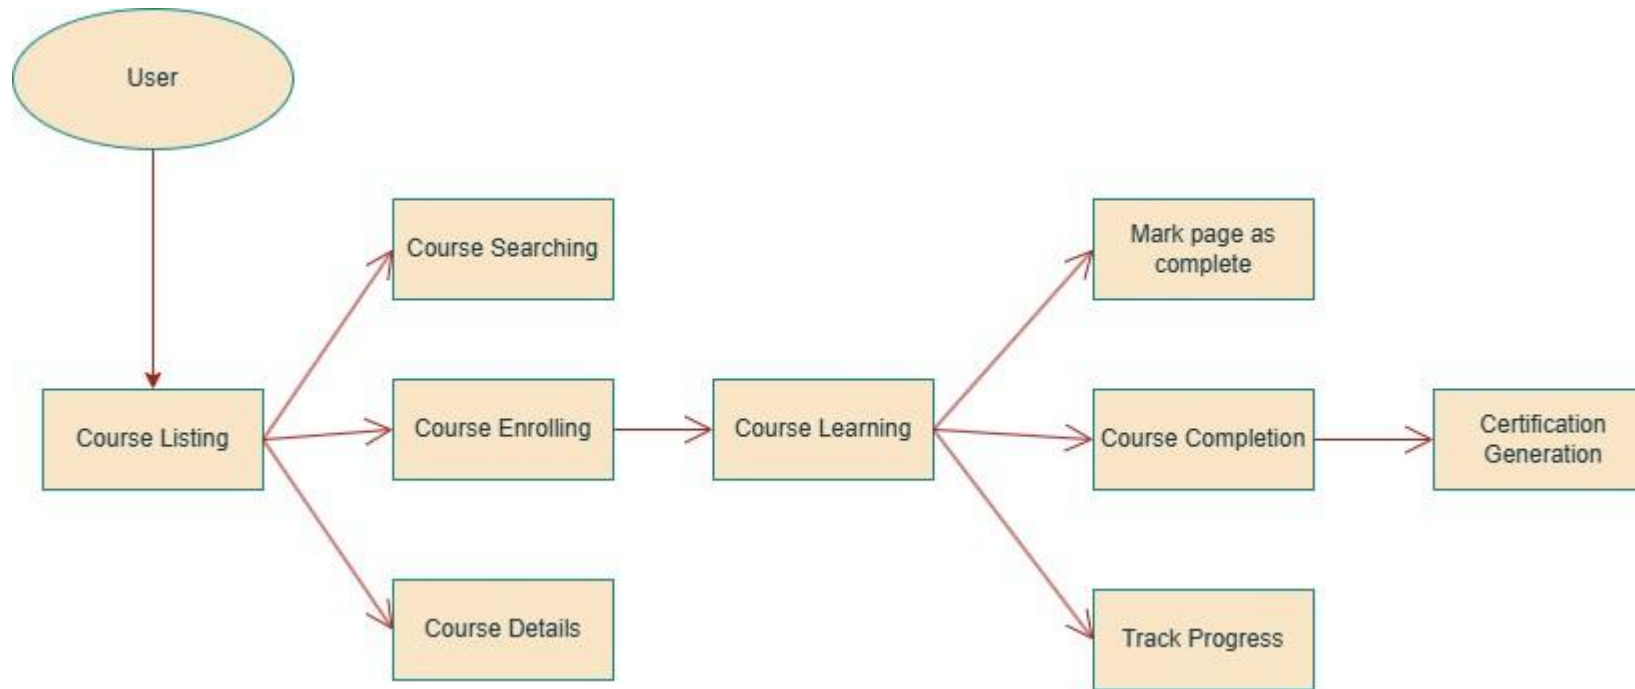 User
Course Searching
Mark page as
complete
Course Listing
Course Enrolling
Course Learning
Course Completion
Certification
Generation
Course Details
Track Progress